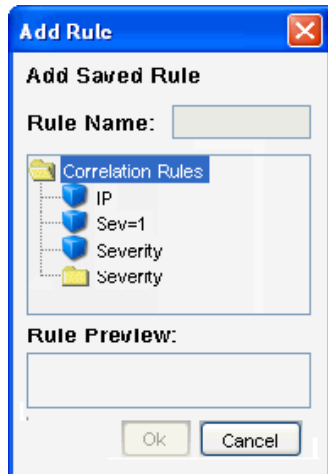 Add Rule
Add Saved Rule
Rule Name:
Correlation Rules
IP
Sev=1
Severity
Severity
Rule Preview:
Ok
Cancel